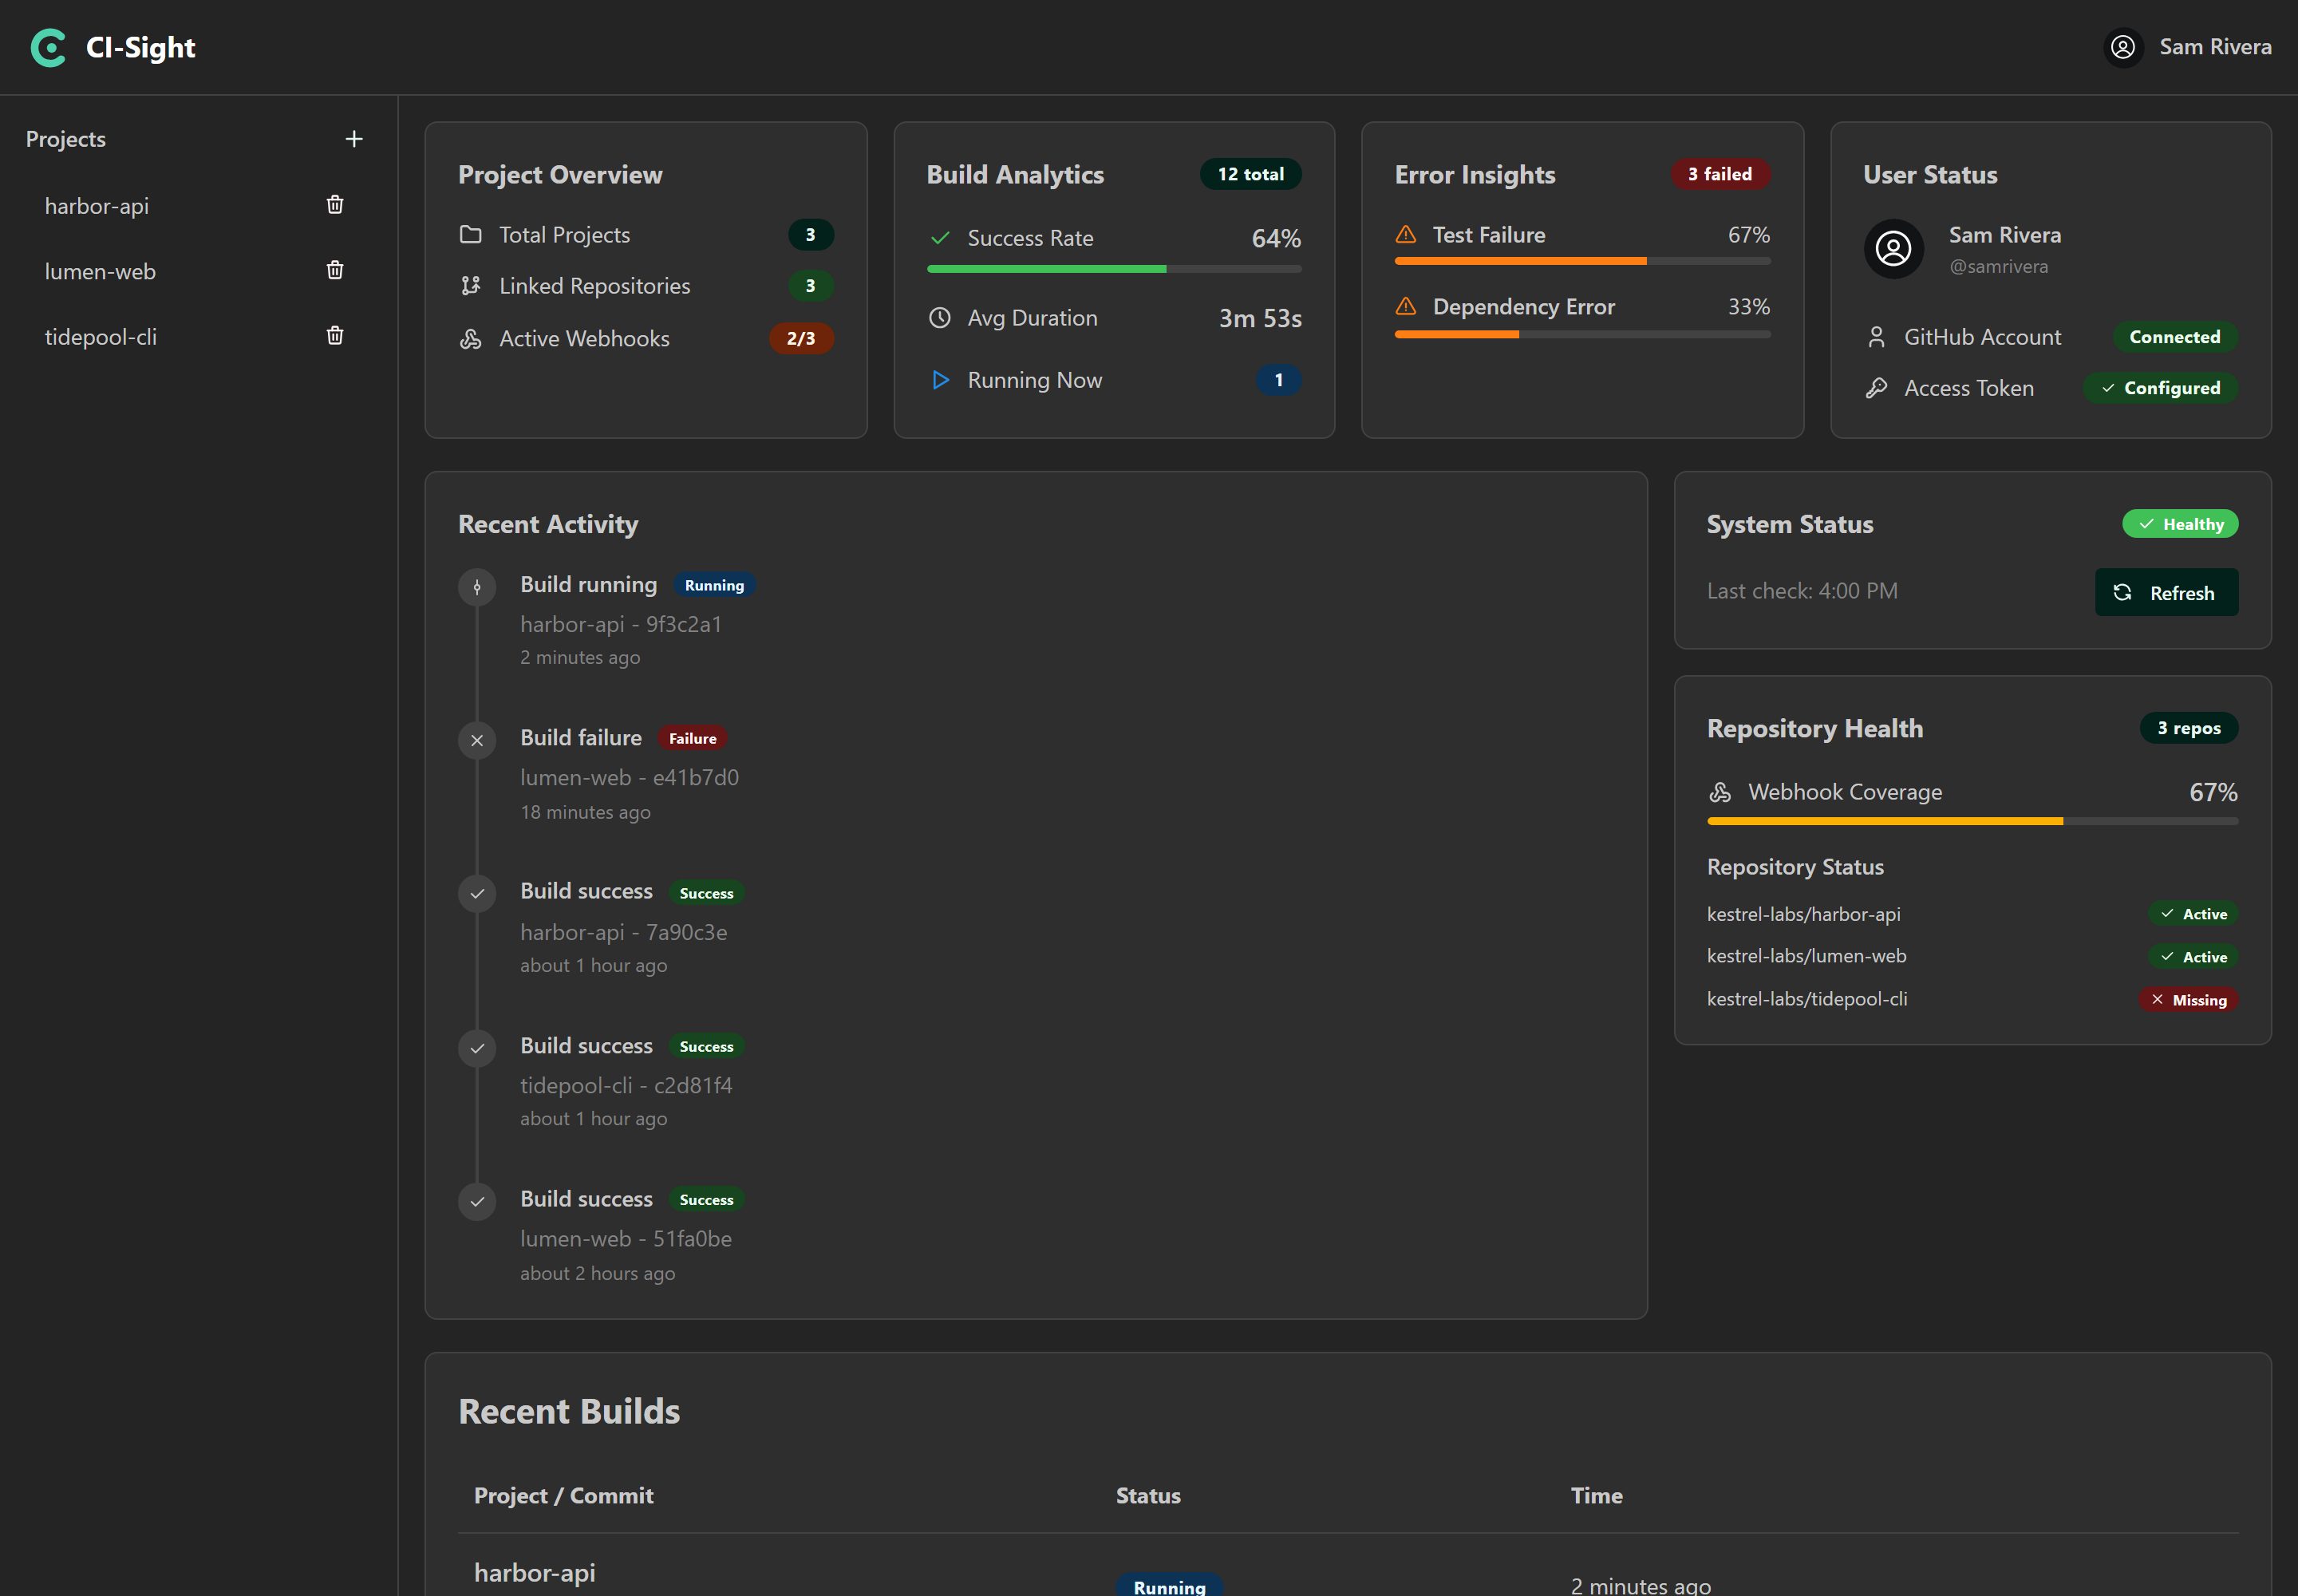 CI-Sight
Sam Rivera
Projects
harbor-api
lumen-web
tidepool-cli
Project Overview
Total Projects 3
Linked Repositories 3
Active Webhooks 2/3
Build Analytics 12 total
Success Rate 64%
Avg Duration 3m 53s
Running Now 1
Error Insights 3 failed
Test Failure 67%
Dependency Error 33%
User Status
Sam Rivera
@samrivera
GitHub Account Connected
Access Token Configured
Recent Activity
Build running Running
harbor-api - 9f3c2a1
2 minutes ago
Build failure Failure
lumen-web - e41b7d0
18 minutes ago
Build success Success
harbor-api - 7a90c3e
about 1 hour ago
Build success Success
tidepool-cli - c2d81f4
about 1 hour ago
Build success Success
lumen-web - 51fa0be
about 2 hours ago
System Status Healthy
Last check: 4:00 PM Refresh
Repository Health 3 repos
Webhook Coverage 67%
Repository Status
kestrel-labs/harbor-api Active
kestrel-labs/lumen-web Active
kestrel-labs/tidepool-cli Missing
Recent Builds
Project / Commit Status Time
harbor-api
Running 2 minutes ago